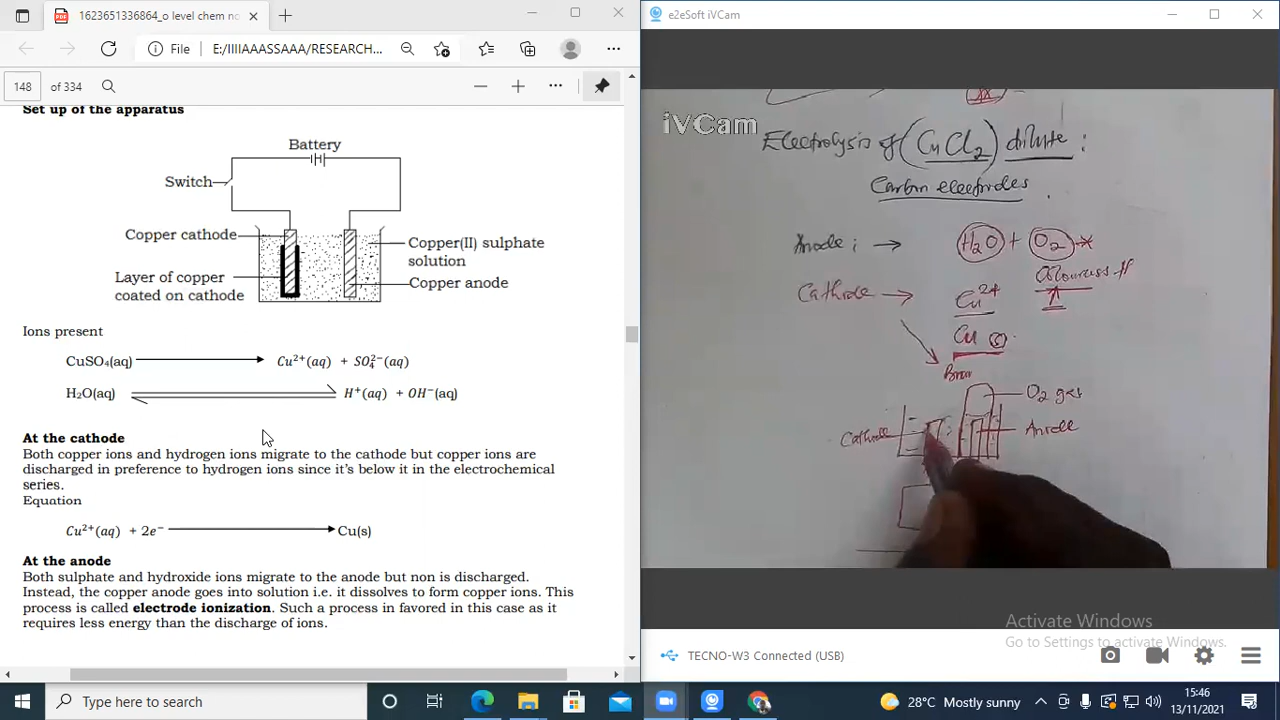 1623651336864_o level chem no
File
E:/IIIIAAASSAAA/RESEARCH...
148 of 334
Set up of the apparatus
Battery
Switch
Copper cathode
Copper(II) sulphate
solution
Layer of copper
coated on cathode
Copper anode
Ions present
CuSO₄(aq) → Cu²⁺(aq) + SO₄²⁻(aq)
H₂O(aq) ⇌ H⁺(aq) + OH⁻(aq)
At the cathode
Both copper ions and hydrogen ions migrate to the cathode but copper ions are
discharged in preference to hydrogen ions since it's below it in the electrochemical
series.
Equation
Cu²⁺(aq) + 2e⁻ → Cu(s)
At the anode
Both sulphate and hydroxide ions migrate to the anode but non is discharged.
Instead, the copper anode goes into solution i.e. it dissolves to form copper ions. This
process is called electrode ionization. Such a process in favored in this case as it
requires less energy than the discharge of ions.
e2eSoft iVCam
iVCam
Electrolysis of (CuCl₂) dilute :
Carbon electrodes
Anode ; → H₂O + O₂
Cathode → Cu²⁺
Cu (s)
Brow
O₂ gas
Cathode
Anode
Activate Windows
Go to Settings to activate Windows.
TECNO-W3 Connected (USB)
Type here to search
28°C Mostly sunny
15:46
13/11/2021